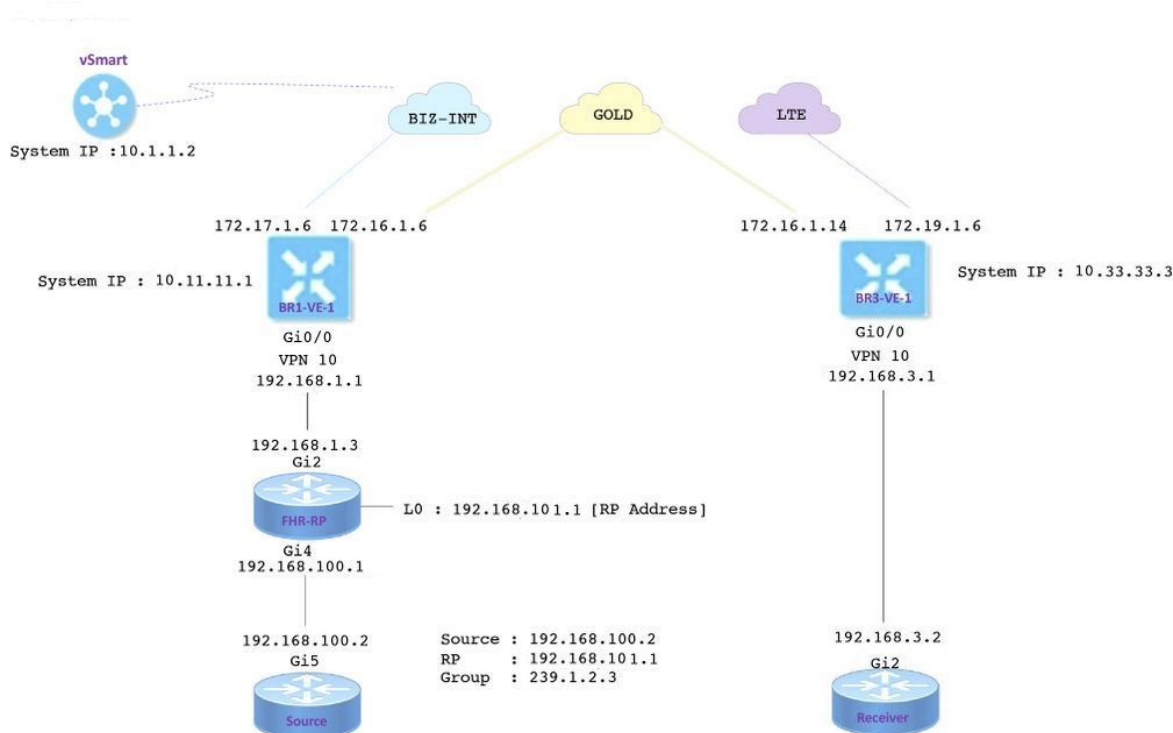 vSmart
System IP :10.1.1.2
BIZ-INT
GOLD
LTE
172.17.1.6
172.16.1.6
172.16.1.14
172.19.1.6
System IP : 10.11.11.1
BR1-VE-1
BR3-VE-1
System IP : 10.33.33.3
Gi0/0
VPN 10
192.168.1.1
Gi0/0
VPN 10
192.168.3.1
192.168.1.3
Gi2
FHR-RP
L0 : 192.168.101.1 [RP Address]
Gi4
192.168.100.1
192.168.100.2
Gi5
Source
Source : 192.168.100.2
RP : 192.168.101.1
Group : 239.1.2.3
192.168.3.2
Gi2
Receiver